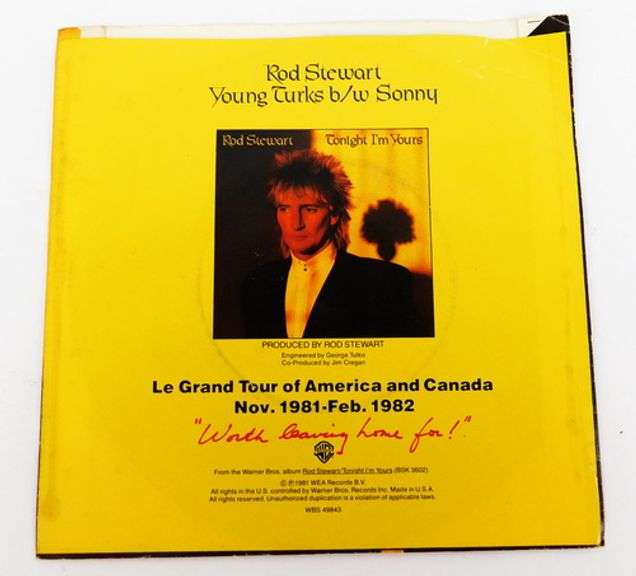 Rod Stewart
Young Turks b/w Sonny
Rod Stewart Tonight I'm Yours
PRODUCED BY ROD STEWART
Engineered by George Tutko
Co-Produced by Jim Cregan
Le Grand Tour of America and Canada
Nov. 1981-Feb. 1982
"Worth leaving home for!"
From the Warner Bros. album Rod Stewart/Tonight I'm Yours (BSK 3602).
© ℗ 1981 WEA Records B.V.
All rights in the U.S. controlled by Warner Bros. Records Inc. Made in U.S.A.
All rights reserved. Unauthorized duplication is a violation of applicable laws.
WBS 49843